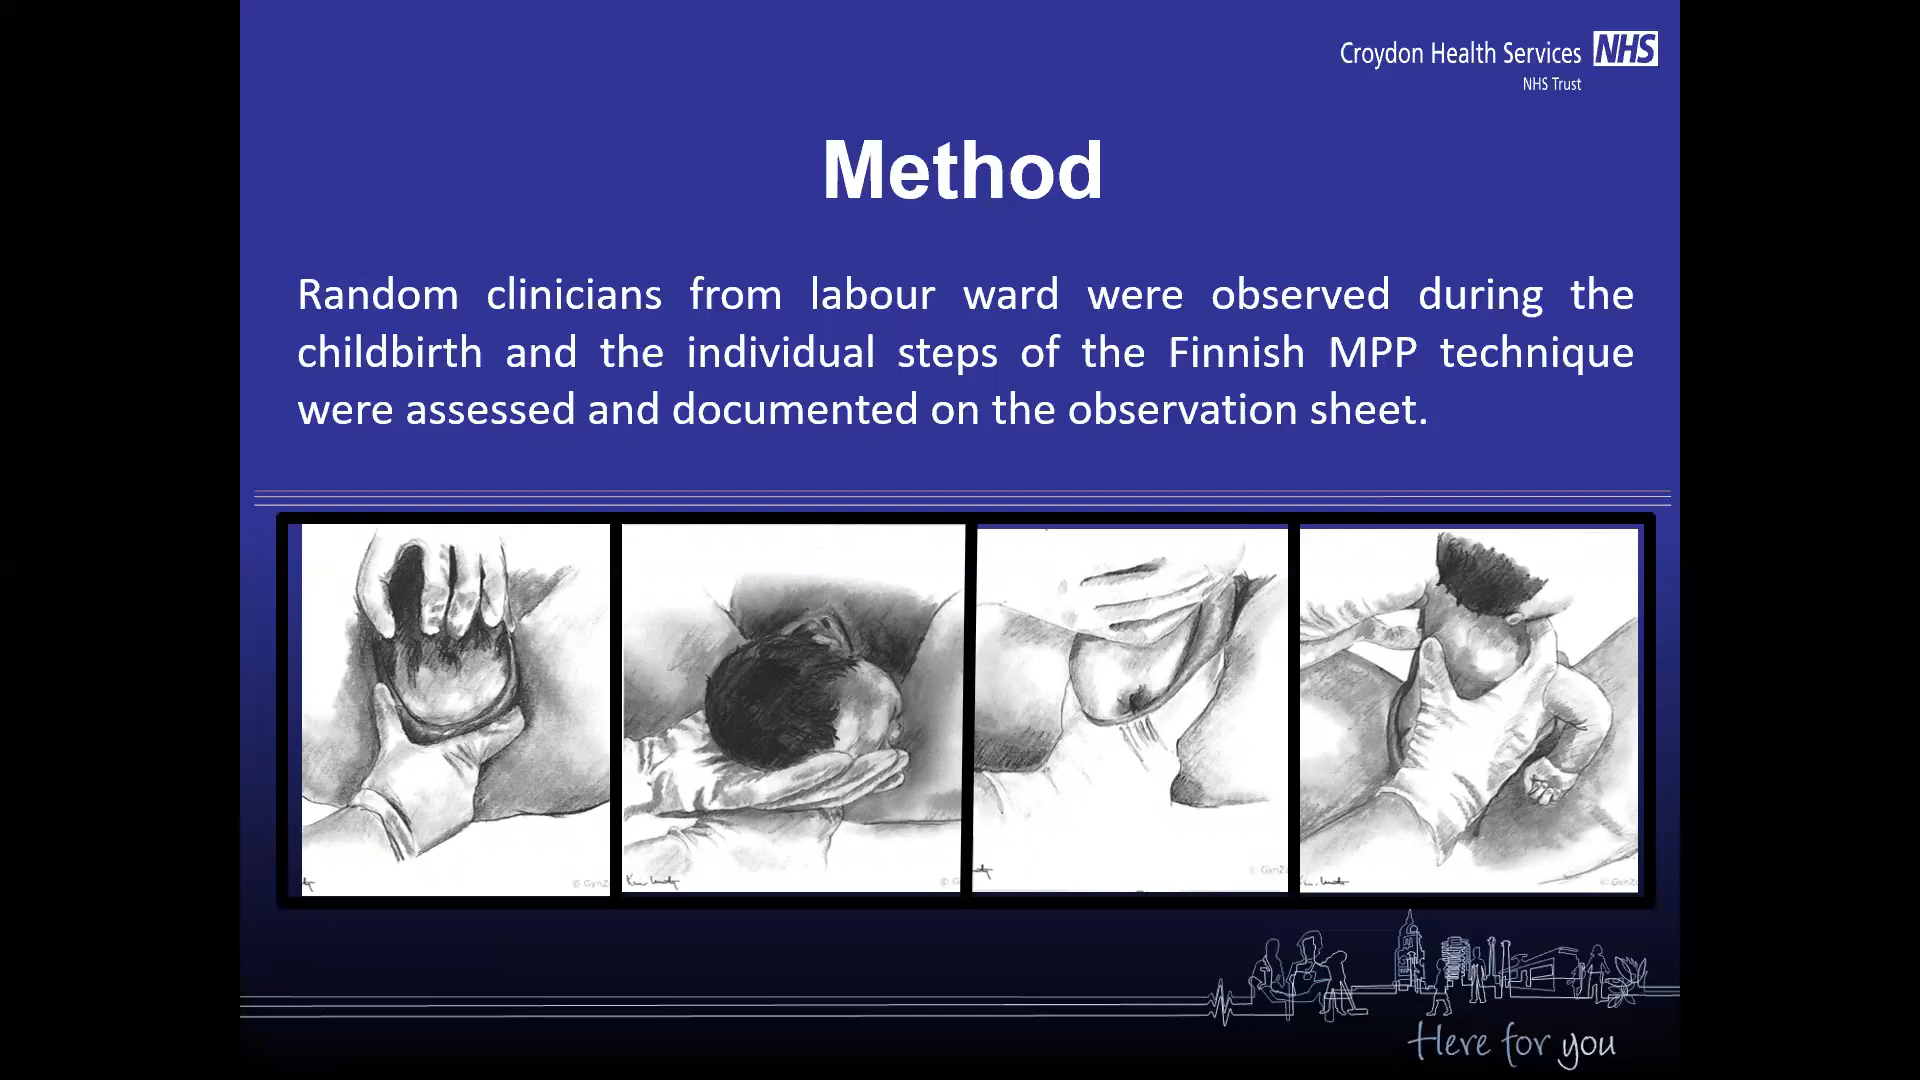 Croydon Health Services NHS
NHS Trust
Method
Random clinicians from labour ward were observed during the
childbirth and the individual steps of the Finnish MPP technique
were assessed and documented on the observation sheet.
Here for you